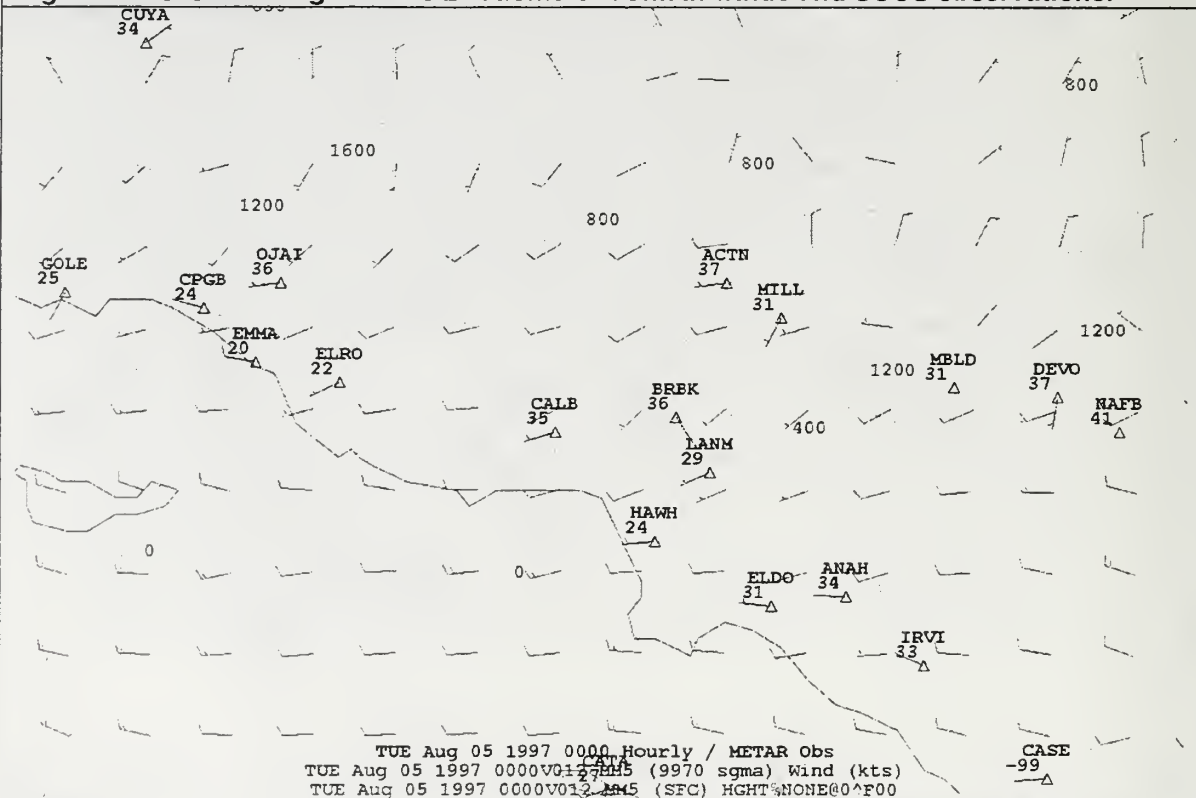 CUYA
34
800
1600
800
1200
800
OJAI
36
GOLE
25
CPGB
24
ACTN
37
MILL
31
EMMA
20
1200
ELRO
22
1200
MBLD
31
DEVO
37
BRBK
36
CALB
35
NAFB
41
400
LANM
29
HAWH
24
0
0
ELDO
31
ANAH
34
IRVI
33
TUE Aug 05 1997 0000 Hourly / METAR Obs
CASE
-99
CATA
27
TUE Aug 05 1997 0000V012 MM5 (9970 sgma) Wind (kts)
TUE Aug 05 1997 0000V012 MM5 (SFC) HGHT%NONE@0^F00